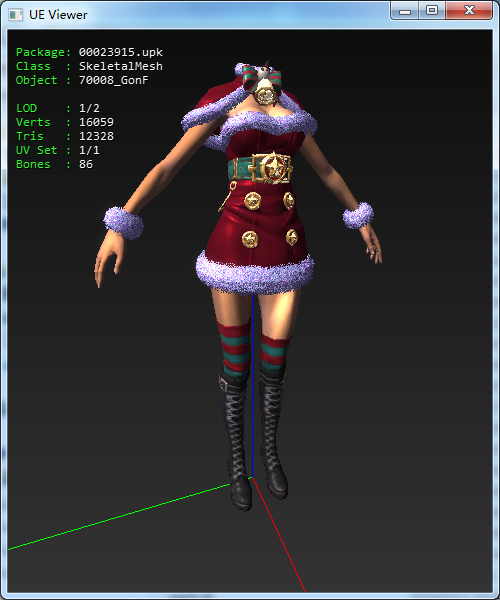 UE Viewer
Package: 00023915.upk
Class : SkeletalMesh
Object : 70008_GonF
LOD : 1/2
Verts : 16059
Tris : 12328
UV Set : 1/1
Bones : 86